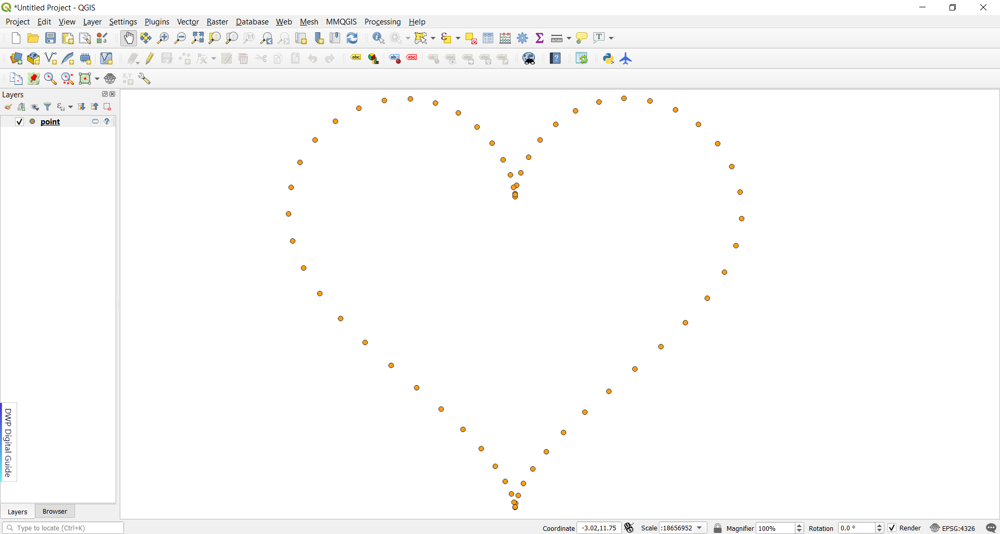 *Untitled Project - QGIS
Project Edit View Layer Settings Plugins Vector Raster Database Web Mesh MMQGIS Processing Help
Layers
point
DWP Digital Guide
Layers Browser
Type to locate (Ctrl+K) Coordinate -3.02,11.75 Scale :18656952 Magnifier 100% Rotation 0.0 ° Render EPSG:4326